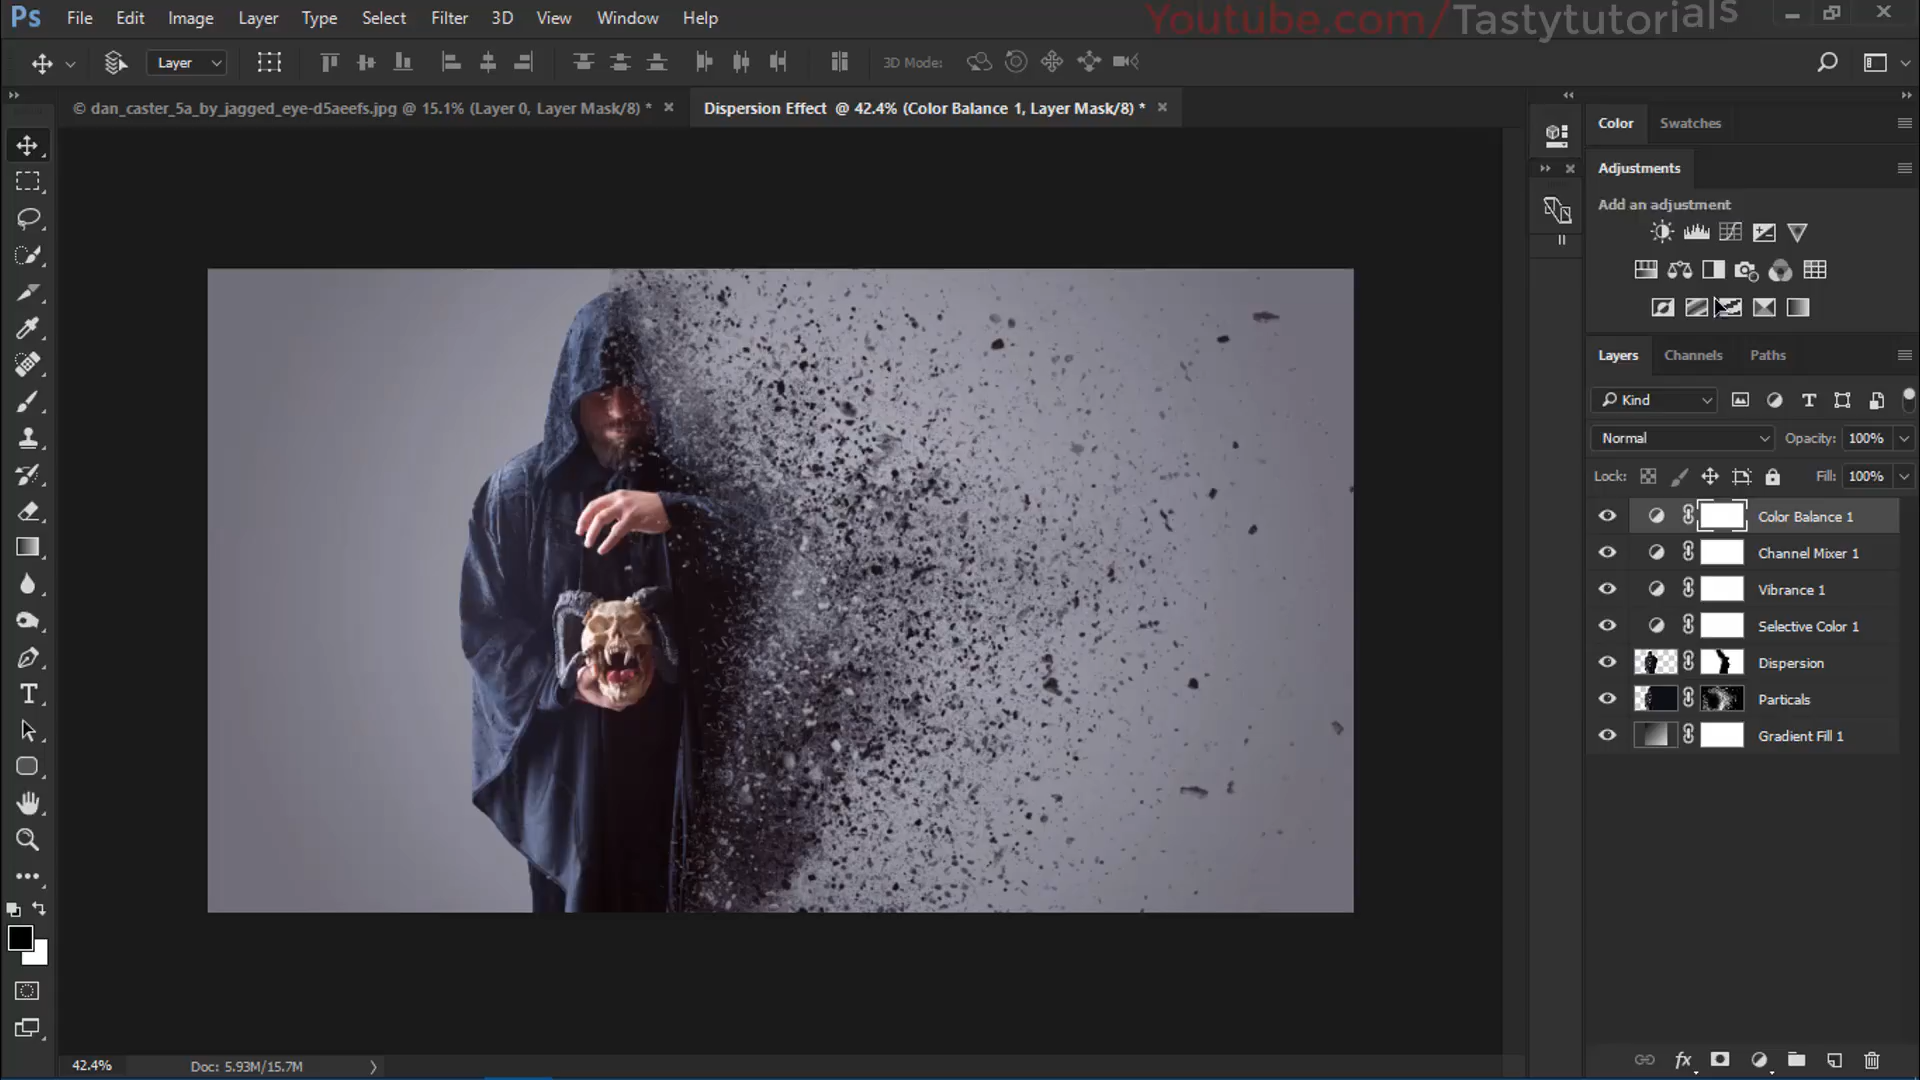 Youtube.com/Tastytutorials
Ps File Edit Image Layer Type Select Filter 3D View Window Help
Layer 3D Mode:
© dan_caster_5a_by_jagged_eye-d5aeefs.jpg @ 15.1% (Layer 0, Layer Mask/8) * Dispersion Effect @ 42.4% (Color Balance 1, Layer Mask/8) *
Color Swatches
Adjustments
Add an adjustment
Layers Channels Paths
Kind
Normal Opacity: 100%
Lock: Fill: 100%
Color Balance 1
Channel Mixer 1
Vibrance 1
Selective Color 1
Dispersion
Particals
Gradient Fill 1
42.4% Doc: 5.93M/15.7M